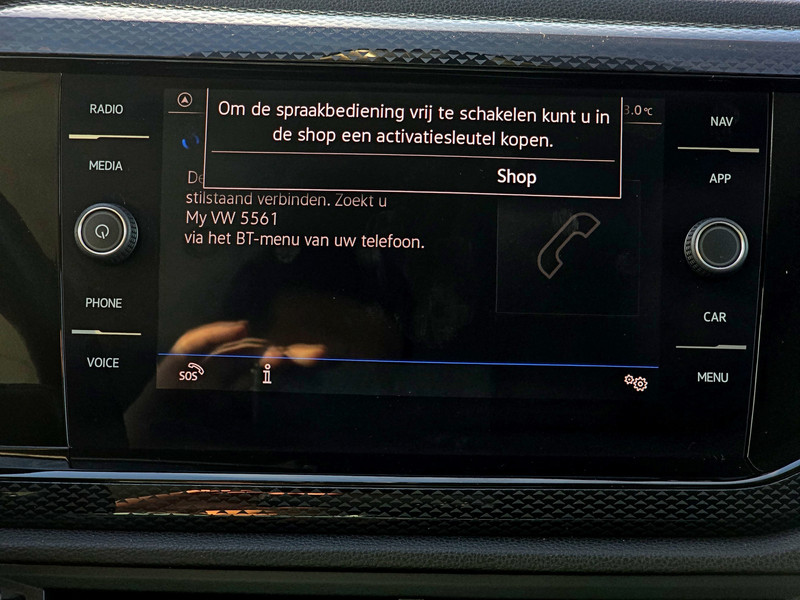 RADIO
MEDIA
PHONE
VOICE
Om de spraakbediening vrij te schakelen kunt u in
de shop een activatiesleutel kopen.
Shop
3.0°C
De
stilstaand verbinden. Zoekt u
My VW 5561
via het BT-menu van uw telefoon.
SOS
i
NAV
APP
CAR
MENU